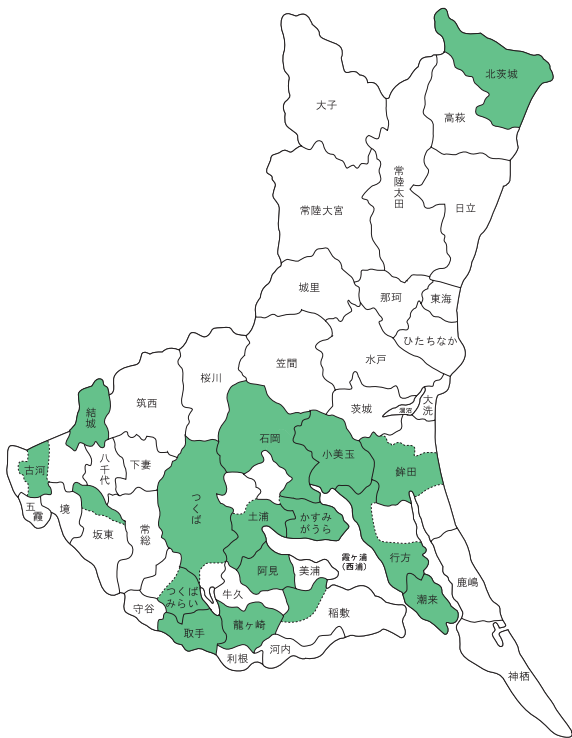 北茨城
大子
高萩
常陸太田
日立
常陸大宮
城里
那珂
東海
ひたちなか
水戸
笠間
桜川
筑西
茨城
涸沼
大洗
結城
石岡
小美玉
鉾田
古河
八千代
下妻
つくば
五霞
境
坂東
常総
土浦
かすみ
がうら
霞ヶ浦
(西浦)
行方
阿見
美浦
つくば
みらい
牛久
守谷
取手
龍ヶ崎
稲敷
潮来
鹿嶋
利根
河内
神栖